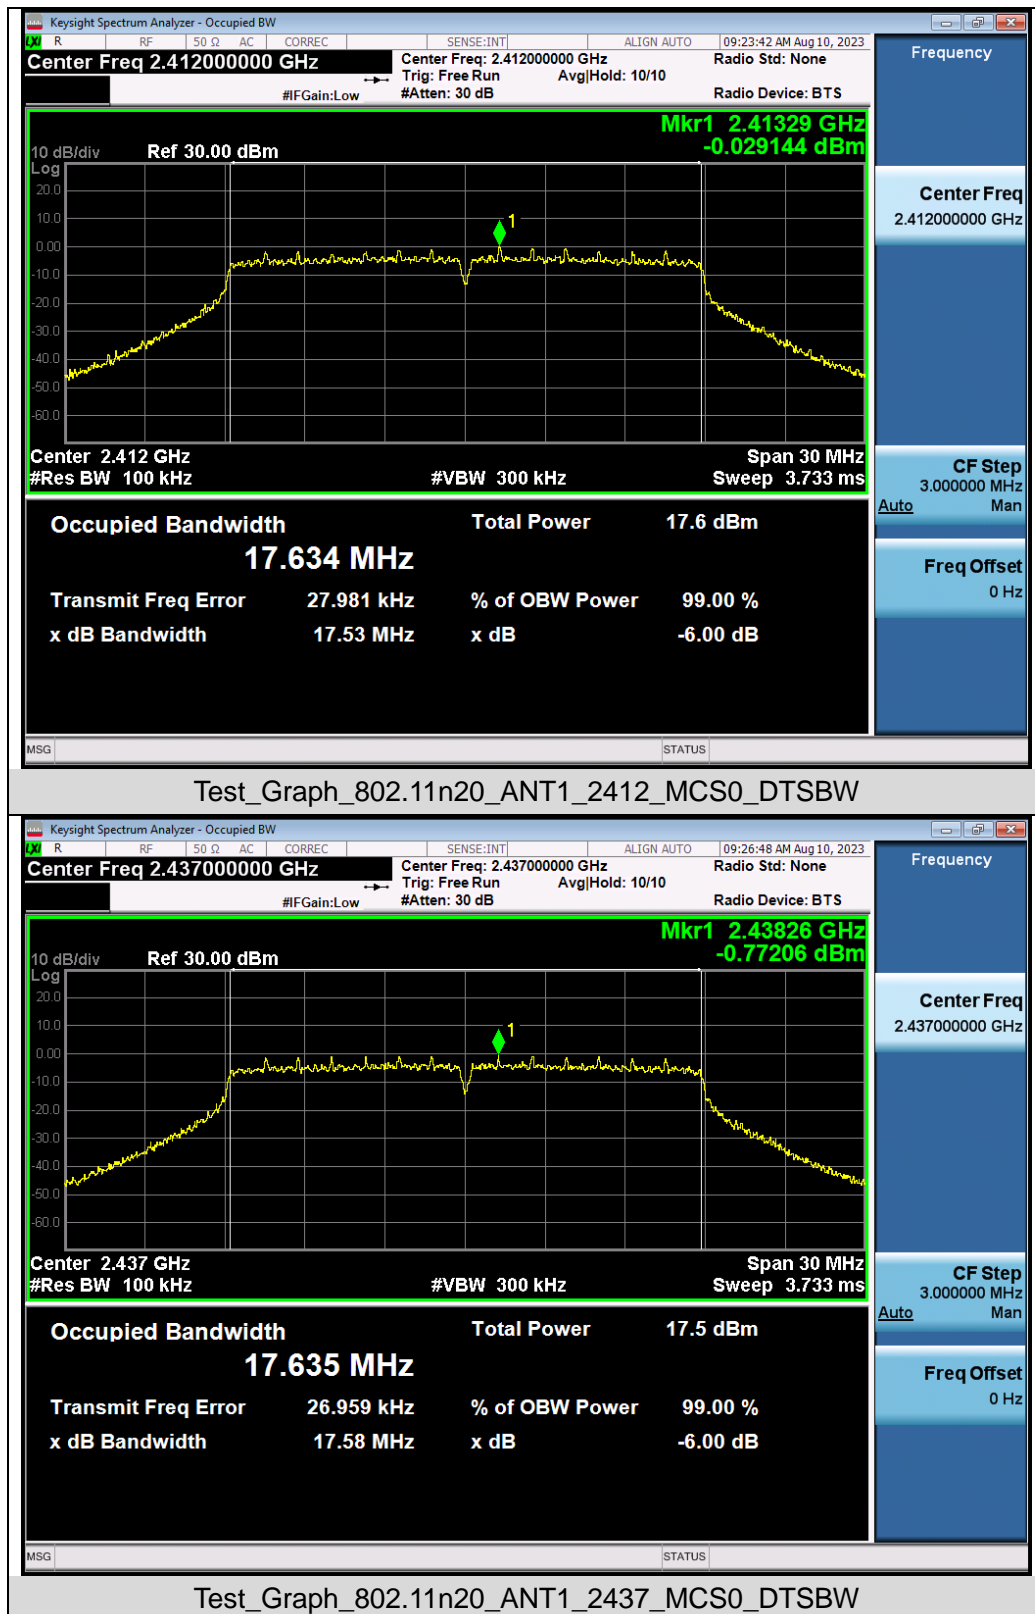 Keysight Spectrum Analyzer - Occupied BW
LXI R RF 50 Ω AC CORREC SENSE:INT ALIGN AUTO 09:23:42 AM Aug 10, 2023
Center Freq 2.412000000 GHz
Center Freq: 2.412000000 GHz
Radio Std: None
Trig: Free Run Avg|Hold: 10/10
#IFGain:Low #Atten: 30 dB Radio Device: BTS
Frequency
Mkr1 2.41329 GHz
-0.029144 dBm
10 dB/div Ref 30.00 dBm
Log
20.0
10.0
0.00
-10.0
-20.0
-30.0
-40.0
-50.0
-60.0
1
Center Freq
2.412000000 GHz
Center 2.412 GHz Span 30 MHz
#Res BW 100 kHz #VBW 300 kHz Sweep 3.733 ms
CF Step
3.000000 MHz
Auto Man
Occupied Bandwidth Total Power 17.6 dBm
17.634 MHz
Transmit Freq Error 27.981 kHz % of OBW Power 99.00 %
x dB Bandwidth 17.53 MHz x dB -6.00 dB
Freq Offset
0 Hz
MSG STATUS
Test_Graph_802.11n20_ANT1_2412_MCS0_DTSBW
Keysight Spectrum Analyzer - Occupied BW
LXI R RF 50 Ω AC CORREC SENSE:INT ALIGN AUTO 09:26:48 AM Aug 10, 2023
Center Freq 2.437000000 GHz
Center Freq: 2.437000000 GHz
Radio Std: None
Trig: Free Run Avg|Hold: 10/10
#IFGain:Low #Atten: 30 dB Radio Device: BTS
Frequency
Mkr1 2.43826 GHz
-0.77206 dBm
10 dB/div Ref 30.00 dBm
Log
20.0
10.0
0.00
-10.0
-20.0
-30.0
-40.0
-50.0
-60.0
1
Center Freq
2.437000000 GHz
Center 2.437 GHz Span 30 MHz
#Res BW 100 kHz #VBW 300 kHz Sweep 3.733 ms
CF Step
3.000000 MHz
Auto Man
Occupied Bandwidth Total Power 17.5 dBm
17.635 MHz
Transmit Freq Error 26.959 kHz % of OBW Power 99.00 %
x dB Bandwidth 17.58 MHz x dB -6.00 dB
Freq Offset
0 Hz
MSG STATUS
Test_Graph_802.11n20_ANT1_2437_MCS0_DTSBW